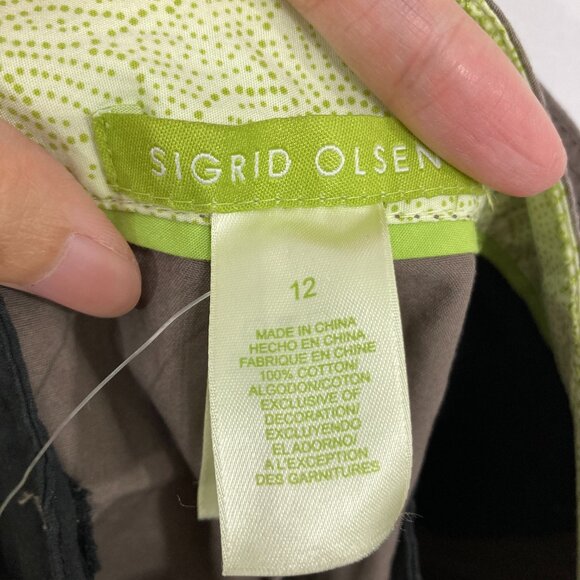 SIGRID OLSEN
12
MADE IN CHINA
HECHO EN CHINA
FABRIQUE EN CHINE
100% COTTON/
ALGODON/COTON
EXCLUSIVE OF
DECORATION/
EXCLUYENDO
EL ADORNO/
A L'EXCEPTION
DES GARNITURES